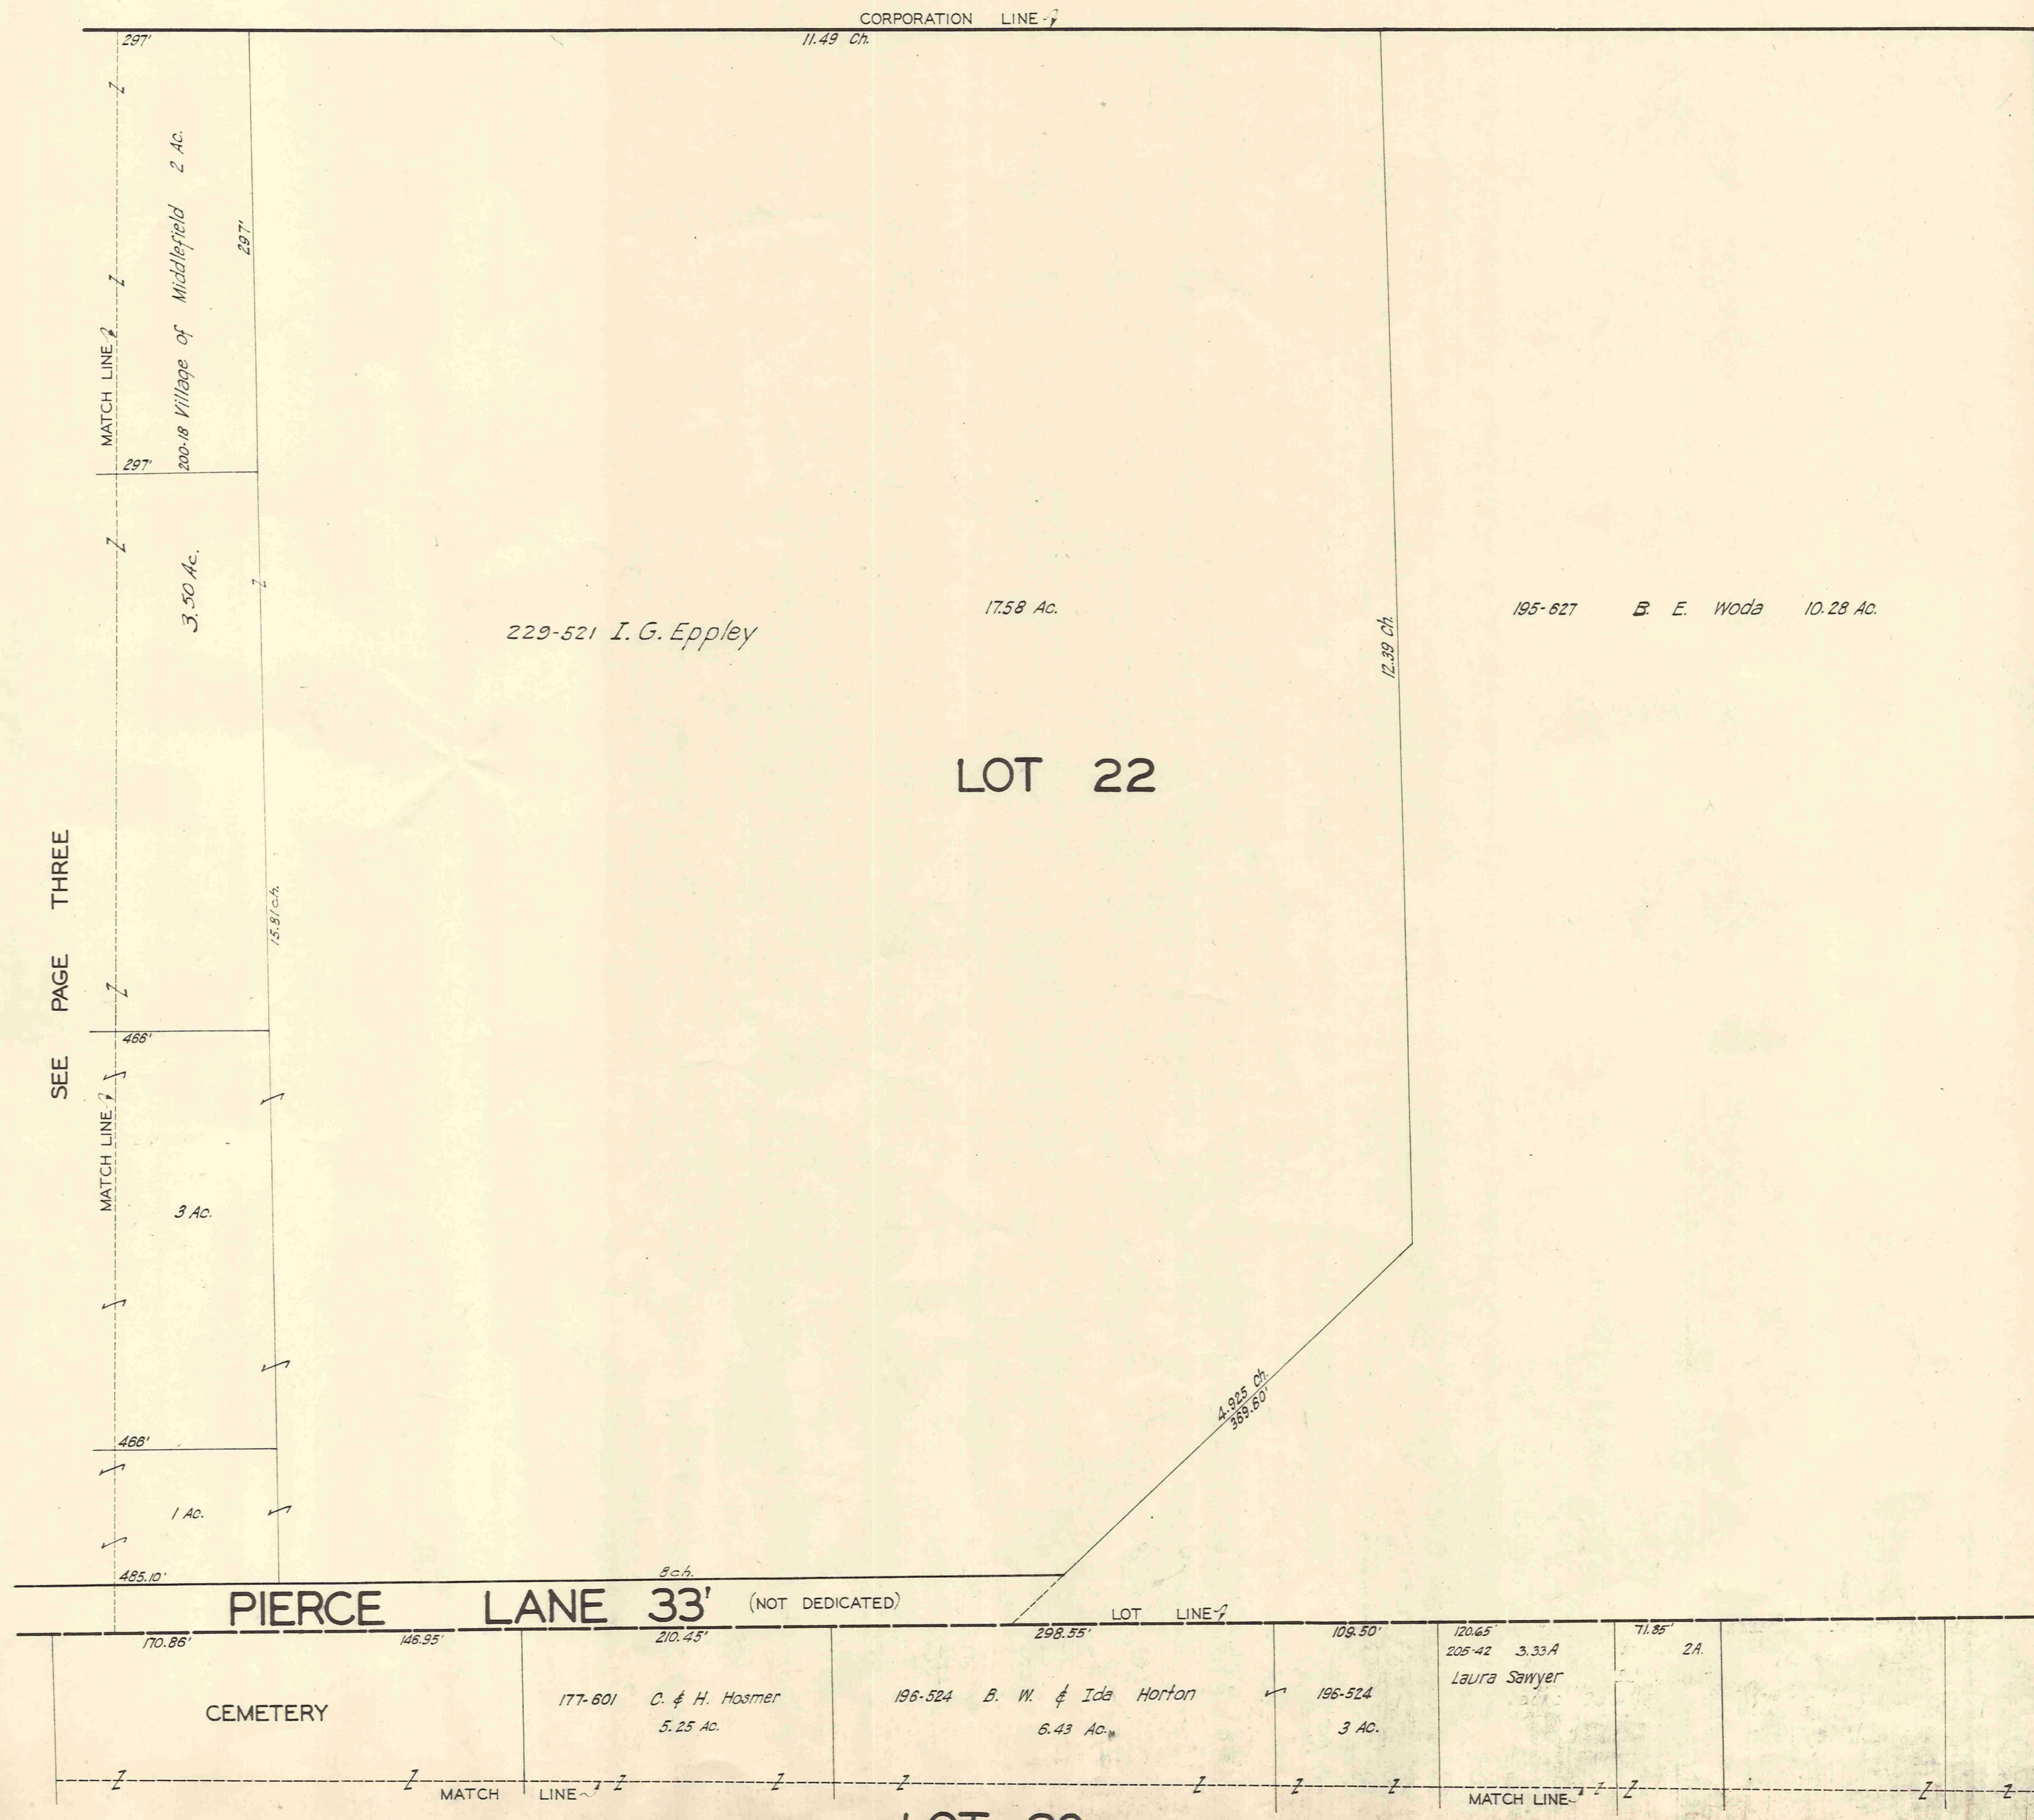 CORPORATION LINE
297'
11.49 Ch.
MATCH LINE
200-18 Village of Middlefield 2 Ac.
297'
297'
3.50 Ac.
229-521 I. G. Eppley
17.58 Ac.
12.39 Ch.
195-627 B. E. Woda 10.28 Ac.
LOT 22
SEE PAGE THREE
15.81 ch.
466'
MATCH LINE
3 Ac.
4.925 Ch.
369.60'
466'
1 Ac.
485.10'
8 ch.
PIERCE LANE 33' (NOT DEDICATED)
LOT LINE
170.86'
146.95'
210.45'
298.55'
109.50'
120.65'
71.85'
205-42 3.33A
2A.
Laura Sawyer
CEMETERY
177-601 C. & H. Hosmer
5.25 Ac.
196-524 B. W. & Ida Horton
6.43 Ac.
196-524
3 Ac.
MATCH LINE
MATCH LINE